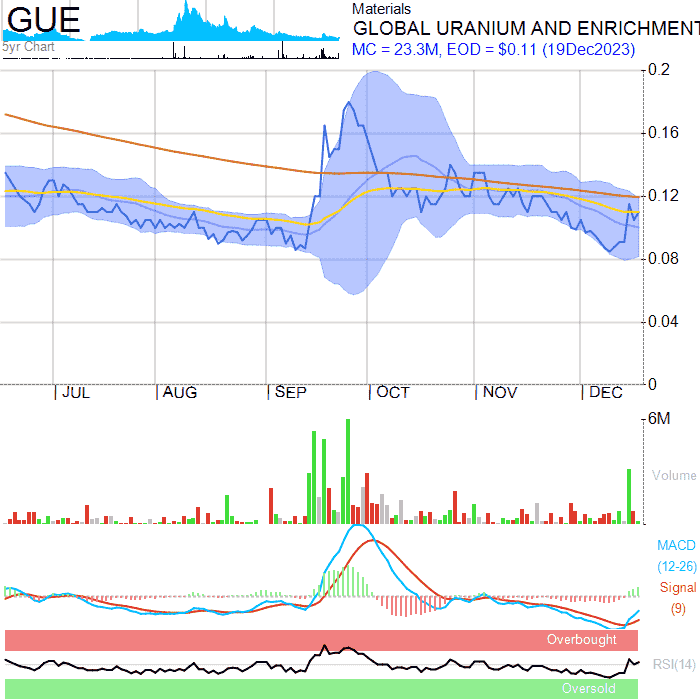 GUE
5yr Chart
Materials
GLOBAL URANIUM AND ENRICHMENT
MC = 23.3M, EOD = $0.11 (19Dec2023)
0.2
0.16
0.12
0.08
0.04
0
JUL AUG SEP OCT NOV DEC
6M
Volume
MACD
(12-26)
Signal
(9)
Overbought
RSI(14)
Oversold